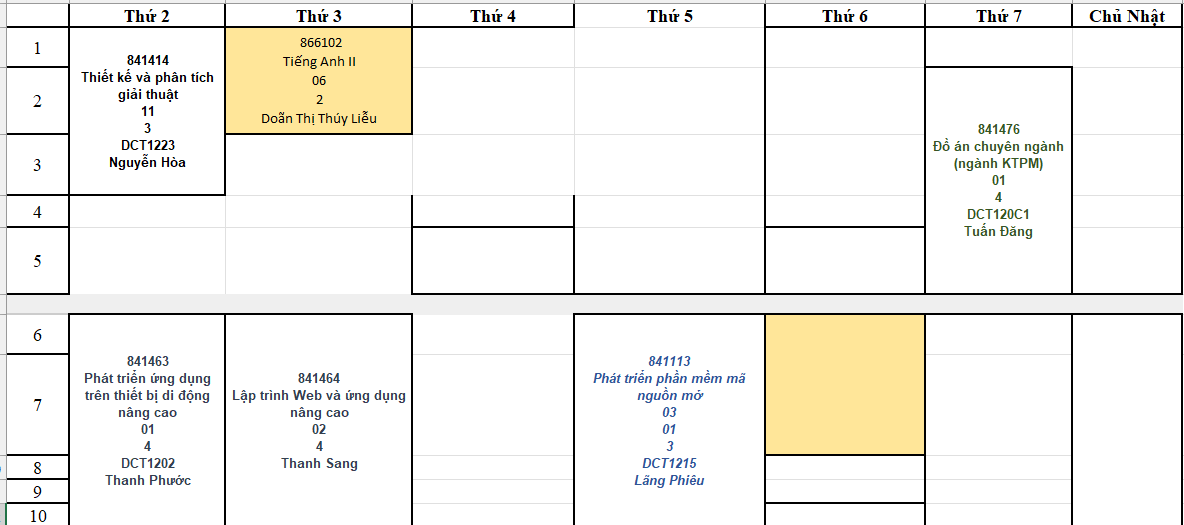 Thứ 2 Thứ 3 Thứ 4 Thứ 5 Thứ 6 Thứ 7 Chủ Nhật
1
2
3
4
5
841414
Thiết kế và phân tích
giải thuật
11
3
DCT1223
Nguyễn Hòa
866102
Tiếng Anh II
06
2
Doãn Thị Thúy Liễu
841476
Đồ án chuyên ngành
(ngành KTPM)
01
4
DCT120C1
Tuấn Đăng
6
7
8
9
10
841463
Phát triển ứng dụng
trên thiết bị di động
nâng cao
01
4
DCT1202
Thanh Phước
841464
Lập trình Web và ứng dụng
nâng cao
02
4
Thanh Sang
841113
Phát triển phần mềm mã
nguồn mở
03
01
3
DCT1215
Lãng Phiêu